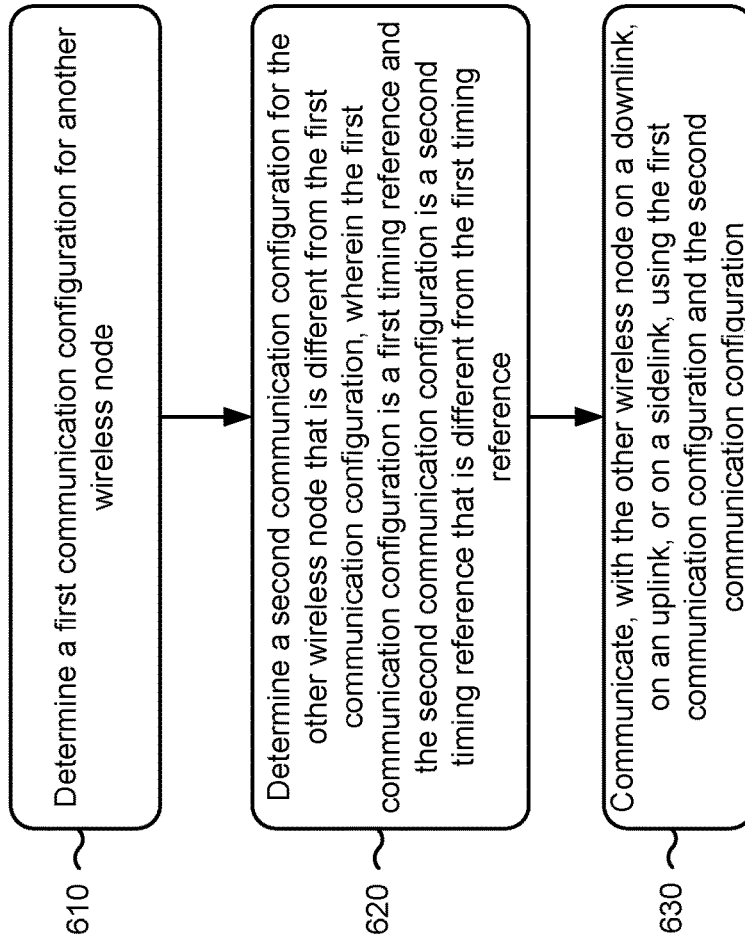 610
Determine a first communication configuration for another
wireless node
620
Determine a second communication configuration for the
other wireless node that is different from the first
communication configuration, wherein the first
communication configuration is a first timing reference and
the second communication configuration is a second
timing reference that is different from the first timing
reference
630
Communicate, with the other wireless node on a downlink,
on an uplink, or on a sidelink, using the first
communication configuration and the second
communication configuration